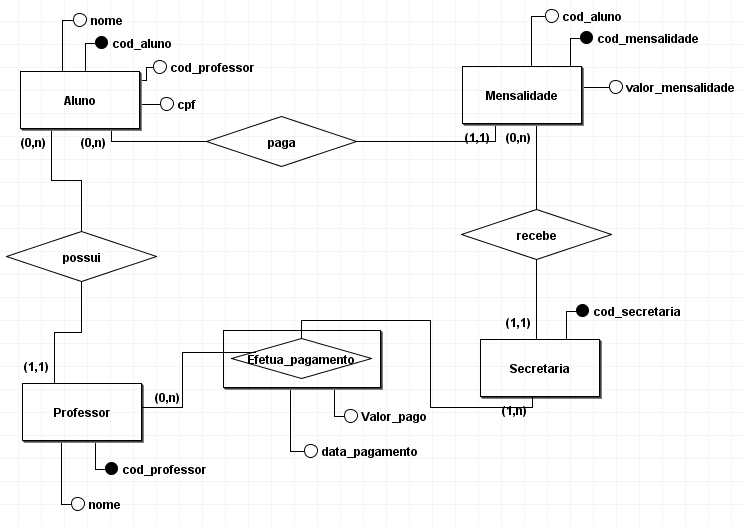 nome
cod_aluno
cod_professor
Aluno
cpf
(0,n)
(0,n)
paga
cod_aluno
cod_mensalidade
valor_mensalidade
Mensalidade
(1,1)
(0,n)
possui
recebe
(1,1)
cod_secretaria
Secretaria
(1,n)
Efetua_pagamento
(1,1)
(0,n)
Professor
Valor_pago
data_pagamento
cod_professor
nome